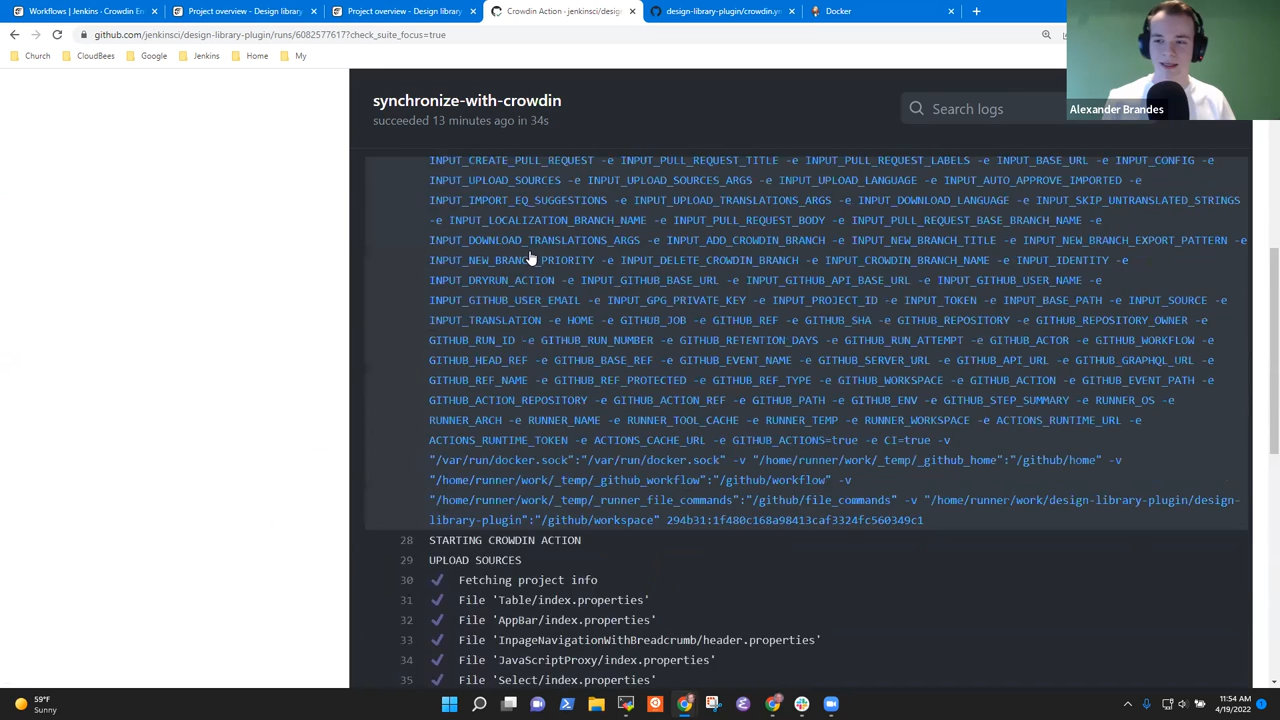 Workflows | Jenkins - Crowdin En
Project overview - Design library
Project overview - Design library
Crowdin Action - jenkinsci/desig
design-library-plugin/crowdin.ym
Docker
github.com/jenkinsci/design-library-plugin/runs/6082577617?check_suite_focus=true
Church
CloudBees
Google
Jenkins
Home
My
Alexander Brandes
synchronize-with-crowdin
succeeded 13 minutes ago in 34s
Search logs
INPUT_CREATE_PULL_REQUEST -e INPUT_PULL_REQUEST_TITLE -e INPUT_PULL_REQUEST_LABELS -e INPUT_BASE_URL -e INPUT_CONFIG -e
INPUT_UPLOAD_SOURCES -e INPUT_UPLOAD_SOURCES_ARGS -e INPUT_UPLOAD_LANGUAGE -e INPUT_AUTO_APPROVE_IMPORTED -e
INPUT_IMPORT_EQ_SUGGESTIONS -e INPUT_UPLOAD_TRANSLATIONS_ARGS -e INPUT_DOWNLOAD_LANGUAGE -e INPUT_SKIP_UNTRANSLATED_STRINGS
-e INPUT_LOCALIZATION_BRANCH_NAME -e INPUT_PULL_REQUEST_BODY -e INPUT_PULL_REQUEST_BASE_BRANCH_NAME -e
INPUT_DOWNLOAD_TRANSLATIONS_ARGS -e INPUT_ADD_CROWDIN_BRANCH -e INPUT_NEW_BRANCH_TITLE -e INPUT_NEW_BRANCH_EXPORT_PATTERN -e
INPUT_NEW_BRANCH_PRIORITY -e INPUT_DELETE_CROWDIN_BRANCH -e INPUT_CROWDIN_BRANCH_NAME -e INPUT_IDENTITY -e
INPUT_DRYRUN_ACTION -e INPUT_GITHUB_BASE_URL -e INPUT_GITHUB_API_BASE_URL -e INPUT_GITHUB_USER_NAME -e
INPUT_GITHUB_USER_EMAIL -e INPUT_GPG_PRIVATE_KEY -e INPUT_PROJECT_ID -e INPUT_TOKEN -e INPUT_BASE_PATH -e INPUT_SOURCE -e
INPUT_TRANSLATION -e HOME -e GITHUB_JOB -e GITHUB_REF -e GITHUB_SHA -e GITHUB_REPOSITORY -e GITHUB_REPOSITORY_OWNER -e
GITHUB_RUN_ID -e GITHUB_RUN_NUMBER -e GITHUB_RETENTION_DAYS -e GITHUB_RUN_ATTEMPT -e GITHUB_ACTOR -e GITHUB_WORKFLOW -e
GITHUB_HEAD_REF -e GITHUB_BASE_REF -e GITHUB_EVENT_NAME -e GITHUB_SERVER_URL -e GITHUB_API_URL -e GITHUB_GRAPHQL_URL -e
GITHUB_REF_NAME -e GITHUB_REF_PROTECTED -e GITHUB_REF_TYPE -e GITHUB_WORKSPACE -e GITHUB_ACTION -e GITHUB_EVENT_PATH -e
GITHUB_ACTION_REPOSITORY -e GITHUB_ACTION_REF -e GITHUB_PATH -e GITHUB_ENV -e GITHUB_STEP_SUMMARY -e RUNNER_OS -e
RUNNER_ARCH -e RUNNER_NAME -e RUNNER_TOOL_CACHE -e RUNNER_TEMP -e RUNNER_WORKSPACE -e ACTIONS_RUNTIME_URL -e
ACTIONS_RUNTIME_TOKEN -e ACTIONS_CACHE_URL -e GITHUB_ACTIONS=true -e CI=true -v
"/var/run/docker.sock":"/var/run/docker.sock" -v "/home/runner/work/_temp/_github_home":"/github/home" -v
"/home/runner/work/_temp/_github_workflow":"/github/workflow" -v
"/home/runner/work/_temp/_runner_file_commands":"/github/file_commands" -v "/home/runner/work/design-library-plugin/design-
library-plugin":"/github/workspace" 294b31:1f480c168a98413caf3324fc560349c1
28 STARTING CROWDIN ACTION
29 UPLOAD SOURCES
30 ✔ Fetching project info
31 ✔ File 'Table/index.properties'
32 ✔ File 'AppBar/index.properties'
33 ✔ File 'InpageNavigationWithBreadcrumb/header.properties'
34 ✔ File 'JavaScriptProxy/index.properties'
35 ✔ File 'Select/index.properties'
59°F
Sunny
11:54 AM
4/19/2022